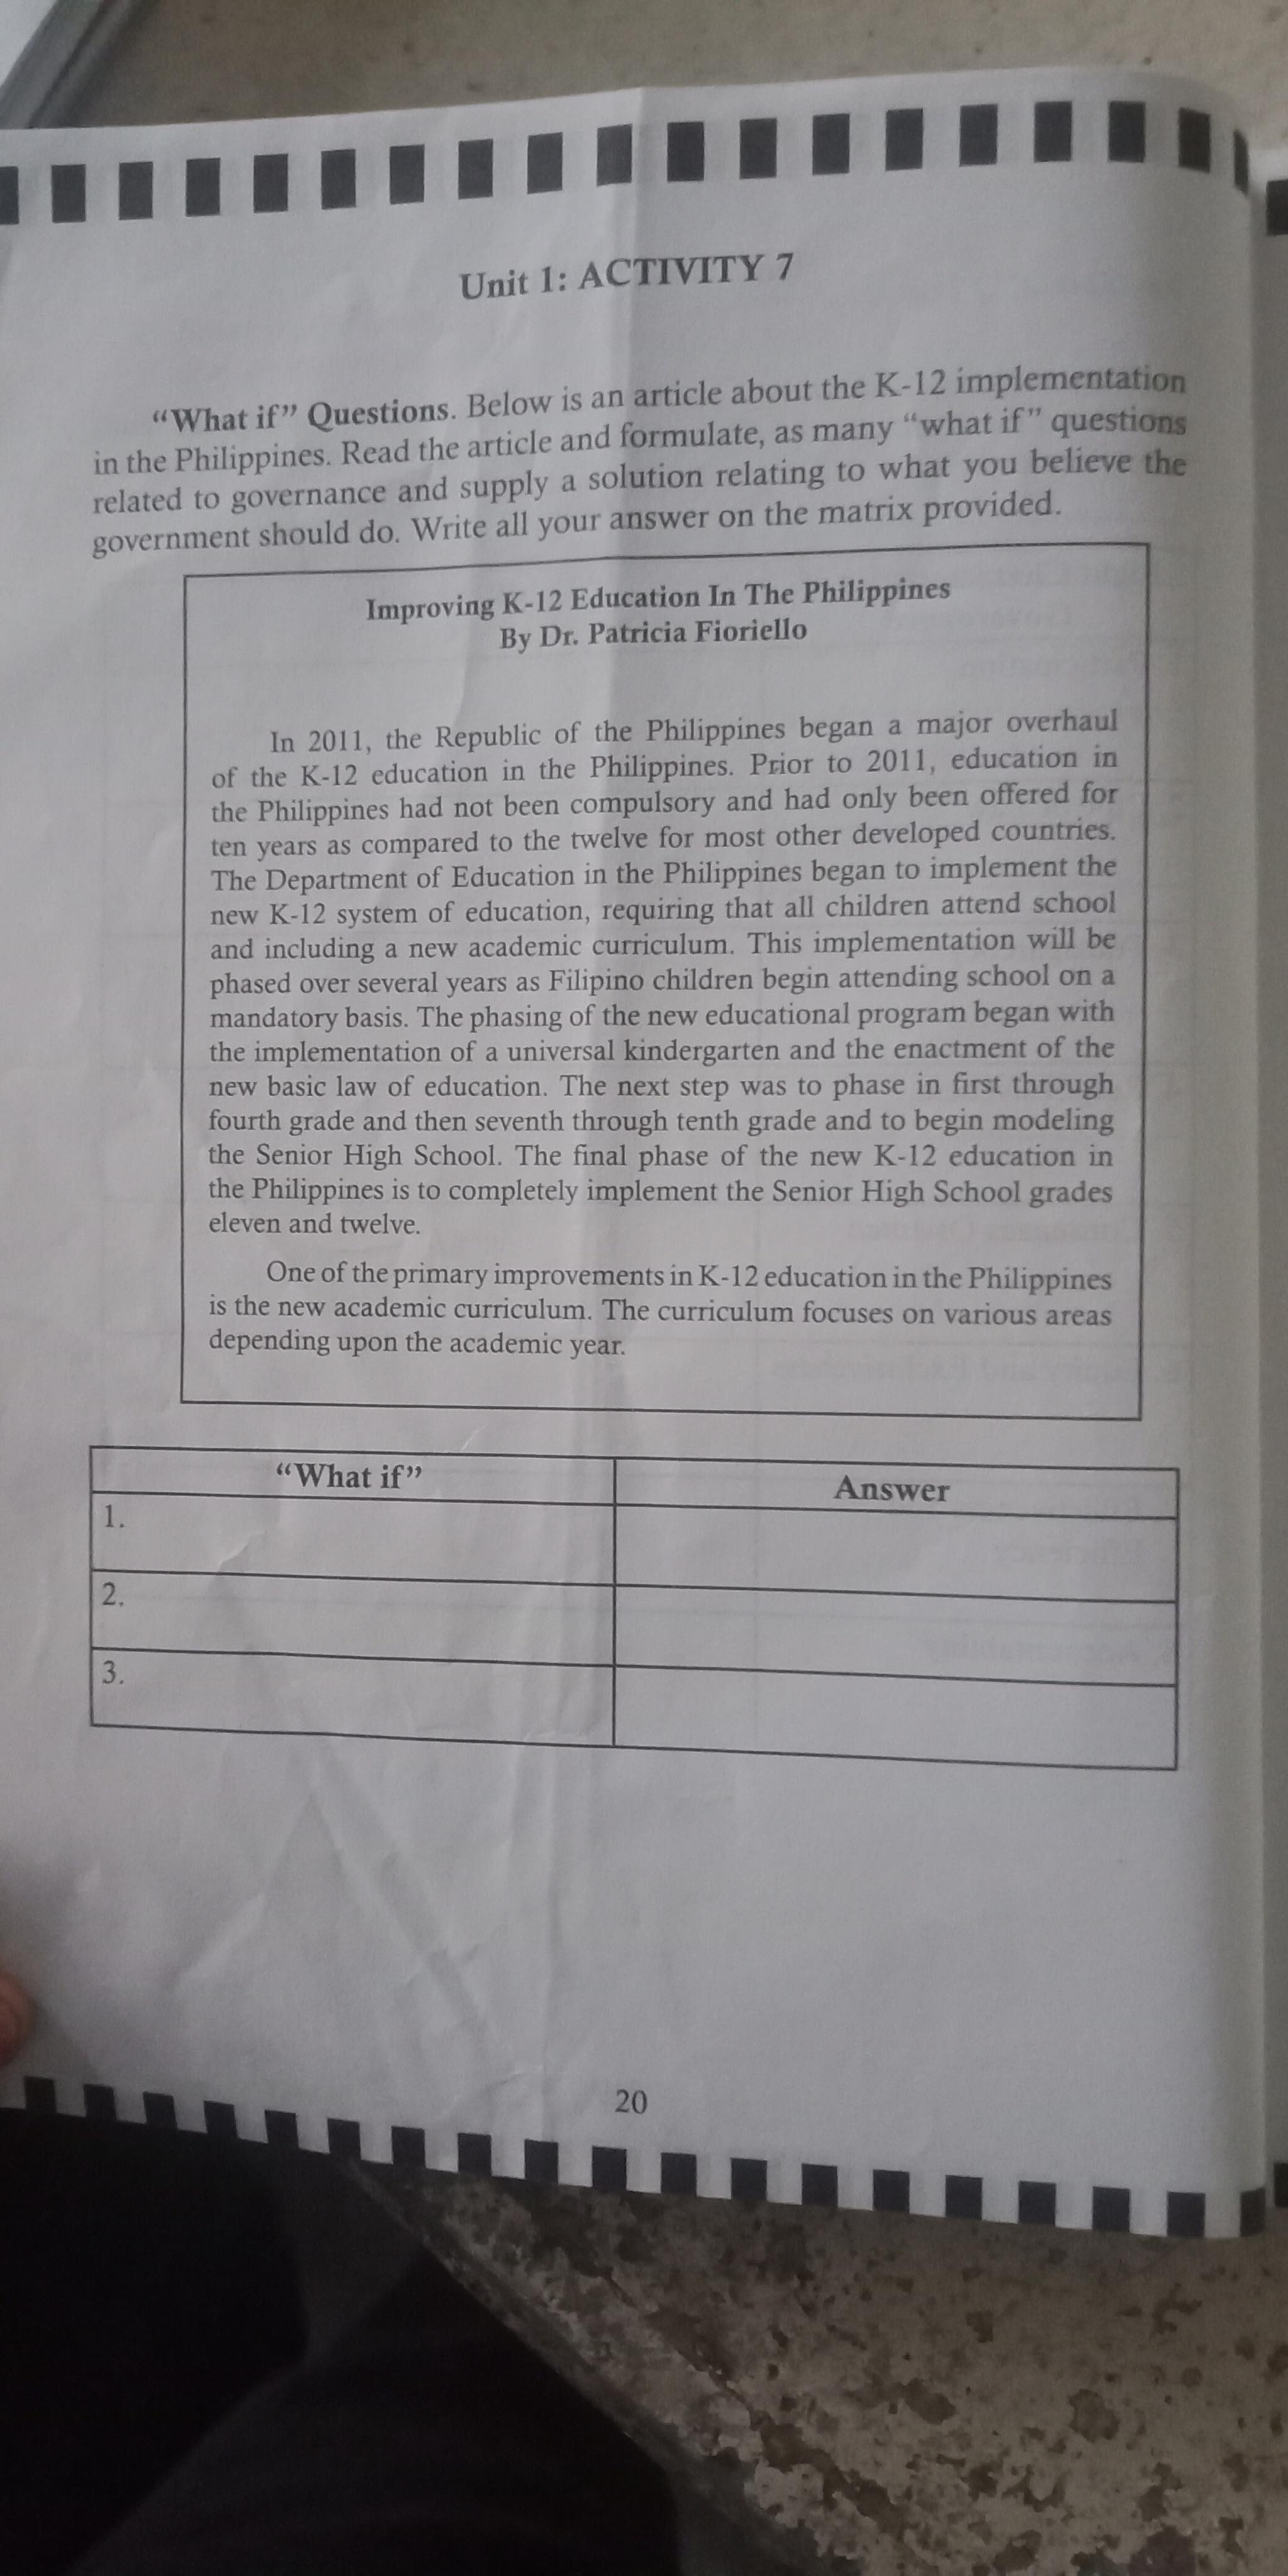 Unit 1: ACTIVITY 7
"What if" Questions. Below is an article about the K-12 implementation
in the Philippines. Read the article and formulate, as many "what if" questions
related to governance and supply a solution relating to what you believe the
government should do. Write all your answer on the matrix provided.
Improving K-12 Education In The Philippines
By Dr. Patricia Fioriello
In 2011, the Republic of the Philippines began a major overhaul
of the K-12 education in the Philippines. Prior to 2011, education in
the Philippines had not been compulsory and had only been offered for
ten years as compared to the twelve for most other developed countries.
The Department of Education in the Philippines began to implement the
new K-12 system of education, requiring that all children attend school
and including a new academic curriculum. This implementation will be
phased over several years as Filipino children begin attending school on a
mandatory basis. The phasing of the new educational program began with
the implementation of a universal kindergarten and the enactment of the
new basic law of education. The next step was to phase in first through
fourth grade and then seventh through tenth grade and to begin modeling
the Senior High School. The final phase of the new K-12 education in
the Philippines is to completely implement the Senior High School grades
eleven and twelve.
One of the primary improvements in K-12 education in the Philippines
is the new academic curriculum. The curriculum focuses on various areas
depending upon the academic year.
"What if" Answer
1.
2.
3.
20